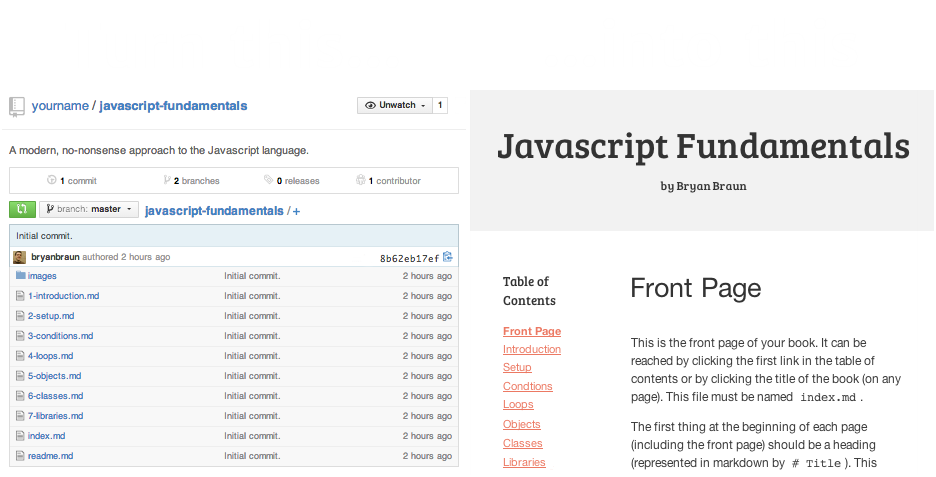 yourname / javascript-fundamentals
Unwatch 1
A modern, no-nonsense approach to the Javascript language.
1 commit 2 branches 0 releases 1 contributor
branch: master javascript-fundamentals / +
Initial commit.
bryanbraun authored 2 hours ago 8b62eb17ef
images Initial commit. 2 hours ago
1-introduction.md Initial commit. 2 hours ago
2-setup.md Initial commit. 2 hours ago
3-conditions.md Initial commit. 2 hours ago
4-loops.md Initial commit. 2 hours ago
5-objects.md Initial commit. 2 hours ago
6-classes.md Initial commit. 2 hours ago
7-libraries.md Initial commit. 2 hours ago
index.md Initial commit. 2 hours ago
readme.md Initial commit. 2 hours ago
Javascript Fundamentals
by Bryan Braun
Table of
Contents
Front Page
Introduction
Setup
Condtions
Loops
Objects
Classes
Libraries
Front Page
This is the front page of your book. It can be
reached by clicking the first link in the table of
contents or by clicking the title of the book (on any
page). This file must be named index.md.
The first thing at the beginning of each page
(including the front page) should be a heading
(represented in markdown by # Title). This